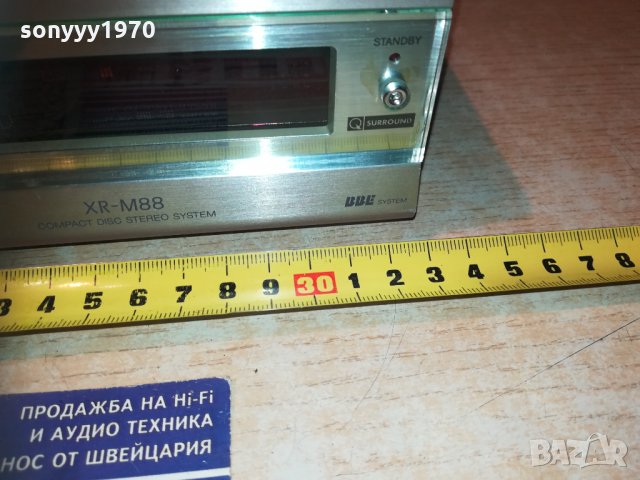 sonyyy1970
STANDBY
Q SURROUND
XR-M88
COMPACT DISC STEREO SYSTEM
BBE SYSTEM
3 4 5 6 7 8 9 30 1 2 3 4 5 6 7 8
ПРОДАЖБА НА Hi-Fi
И АУДИО ТЕХНИКА
НОС ОТ ШВЕЙЦАРИЯ
BAZAR